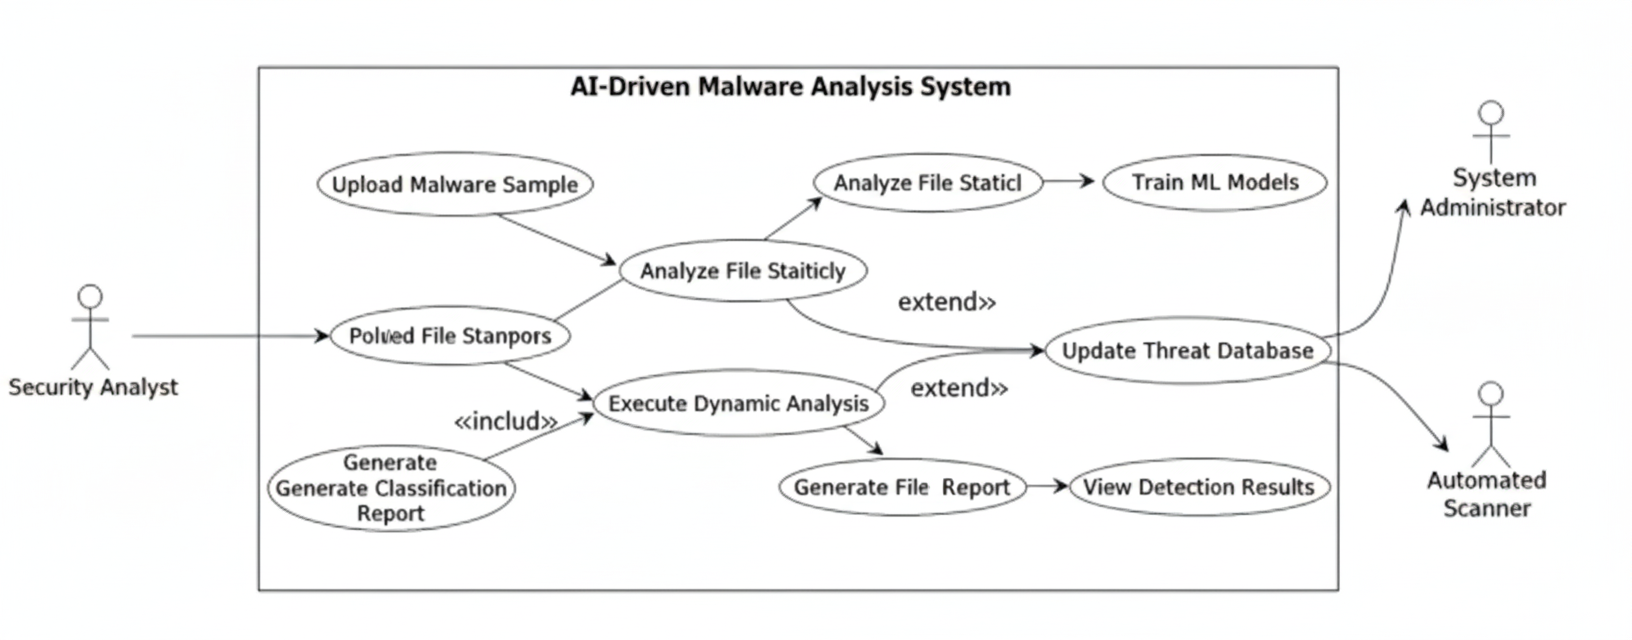 AI-Driven Malware Analysis System
Upload Malware Sample
Analyze File Staticl
Train ML Models
System
Administrator
Analyze File Staiticly
extend»
Polved File Stanpors
Update Threat Database
Security Analyst
extend»
Execute Dynamic Analysis
«includ»
Generate
Generate Classification
Report
Generate File Report
View Detection Results
Automated
Scanner